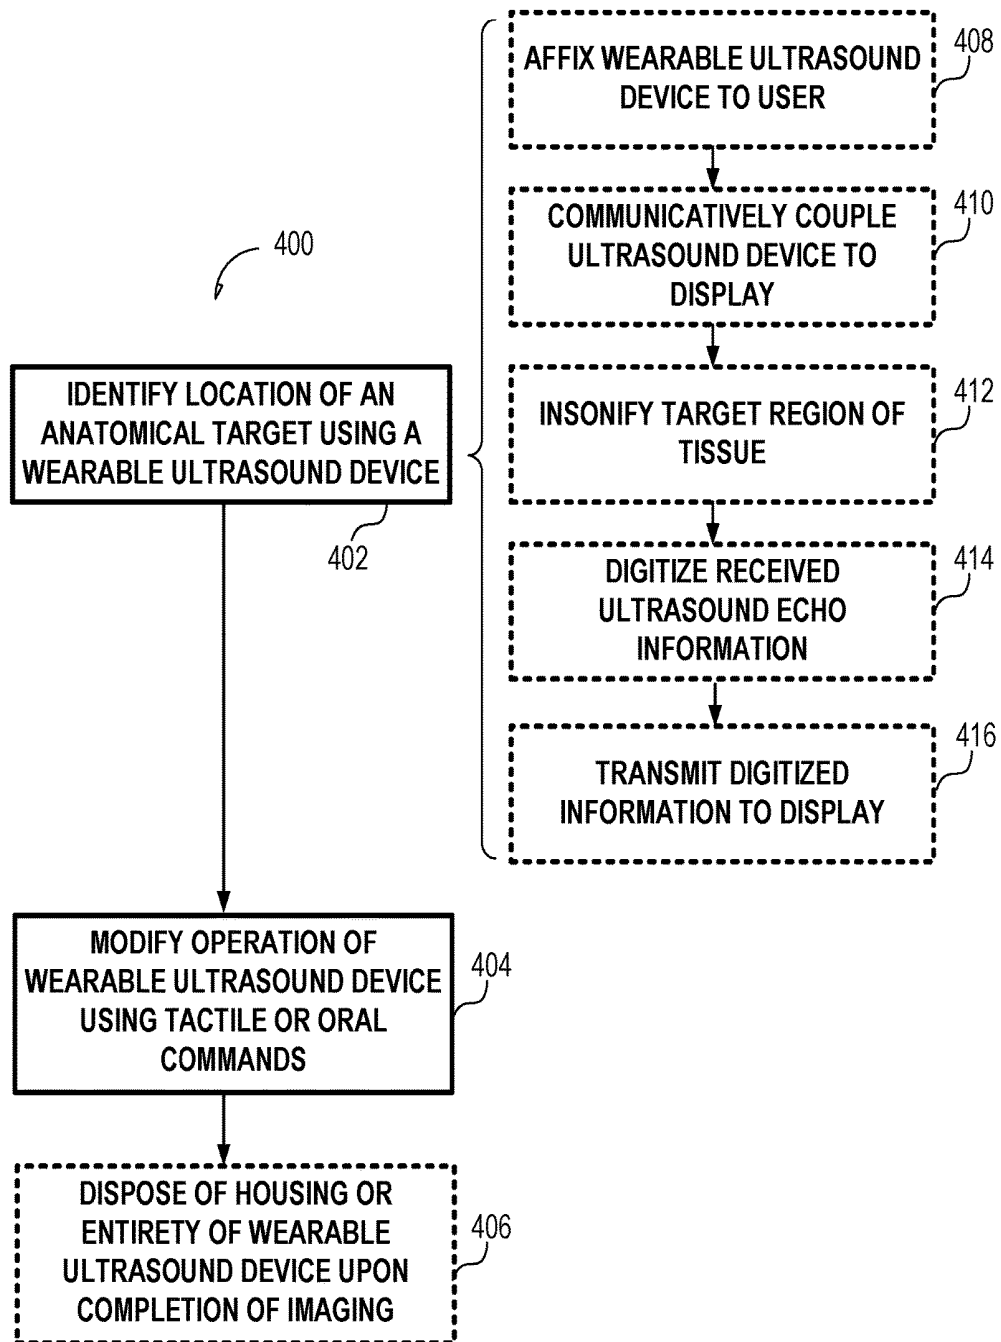 400
IDENTIFY LOCATION OF AN
ANATOMICAL TARGET USING A
WEARABLE ULTRASOUND DEVICE
402
AFFIX WEARABLE ULTRASOUND
DEVICE TO USER
408
COMMUNICATIVELY COUPLE
ULTRASOUND DEVICE TO
DISPLAY
410
INSONIFY TARGET REGION OF
TISSUE
412
DIGITIZE RECEIVED
ULTRASOUND ECHO
INFORMATION
414
TRANSMIT DIGITIZED
INFORMATION TO DISPLAY
416
MODIFY OPERATION OF
WEARABLE ULTRASOUND DEVICE
USING TACTILE OR ORAL
COMMANDS
404
DISPOSE OF HOUSING OR
ENTIRETY OF WEARABLE
ULTRASOUND DEVICE UPON
COMPLETION OF IMAGING
406